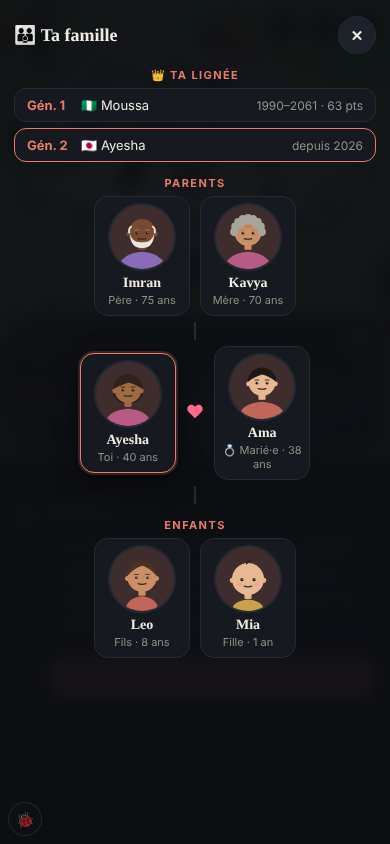 Ta famille
TA LIGNÉE
Gén. 1 Moussa 1990–2061 · 63 pts
Gén. 2 Ayesha depuis 2026
PARENTS
Imran
Père · 75 ans
Kavya
Mère · 70 ans
Ayesha
Toi · 40 ans
Ama
Marié·e · 38
ans
ENFANTS
Leo
Fils · 8 ans
Mia
Fille · 1 an